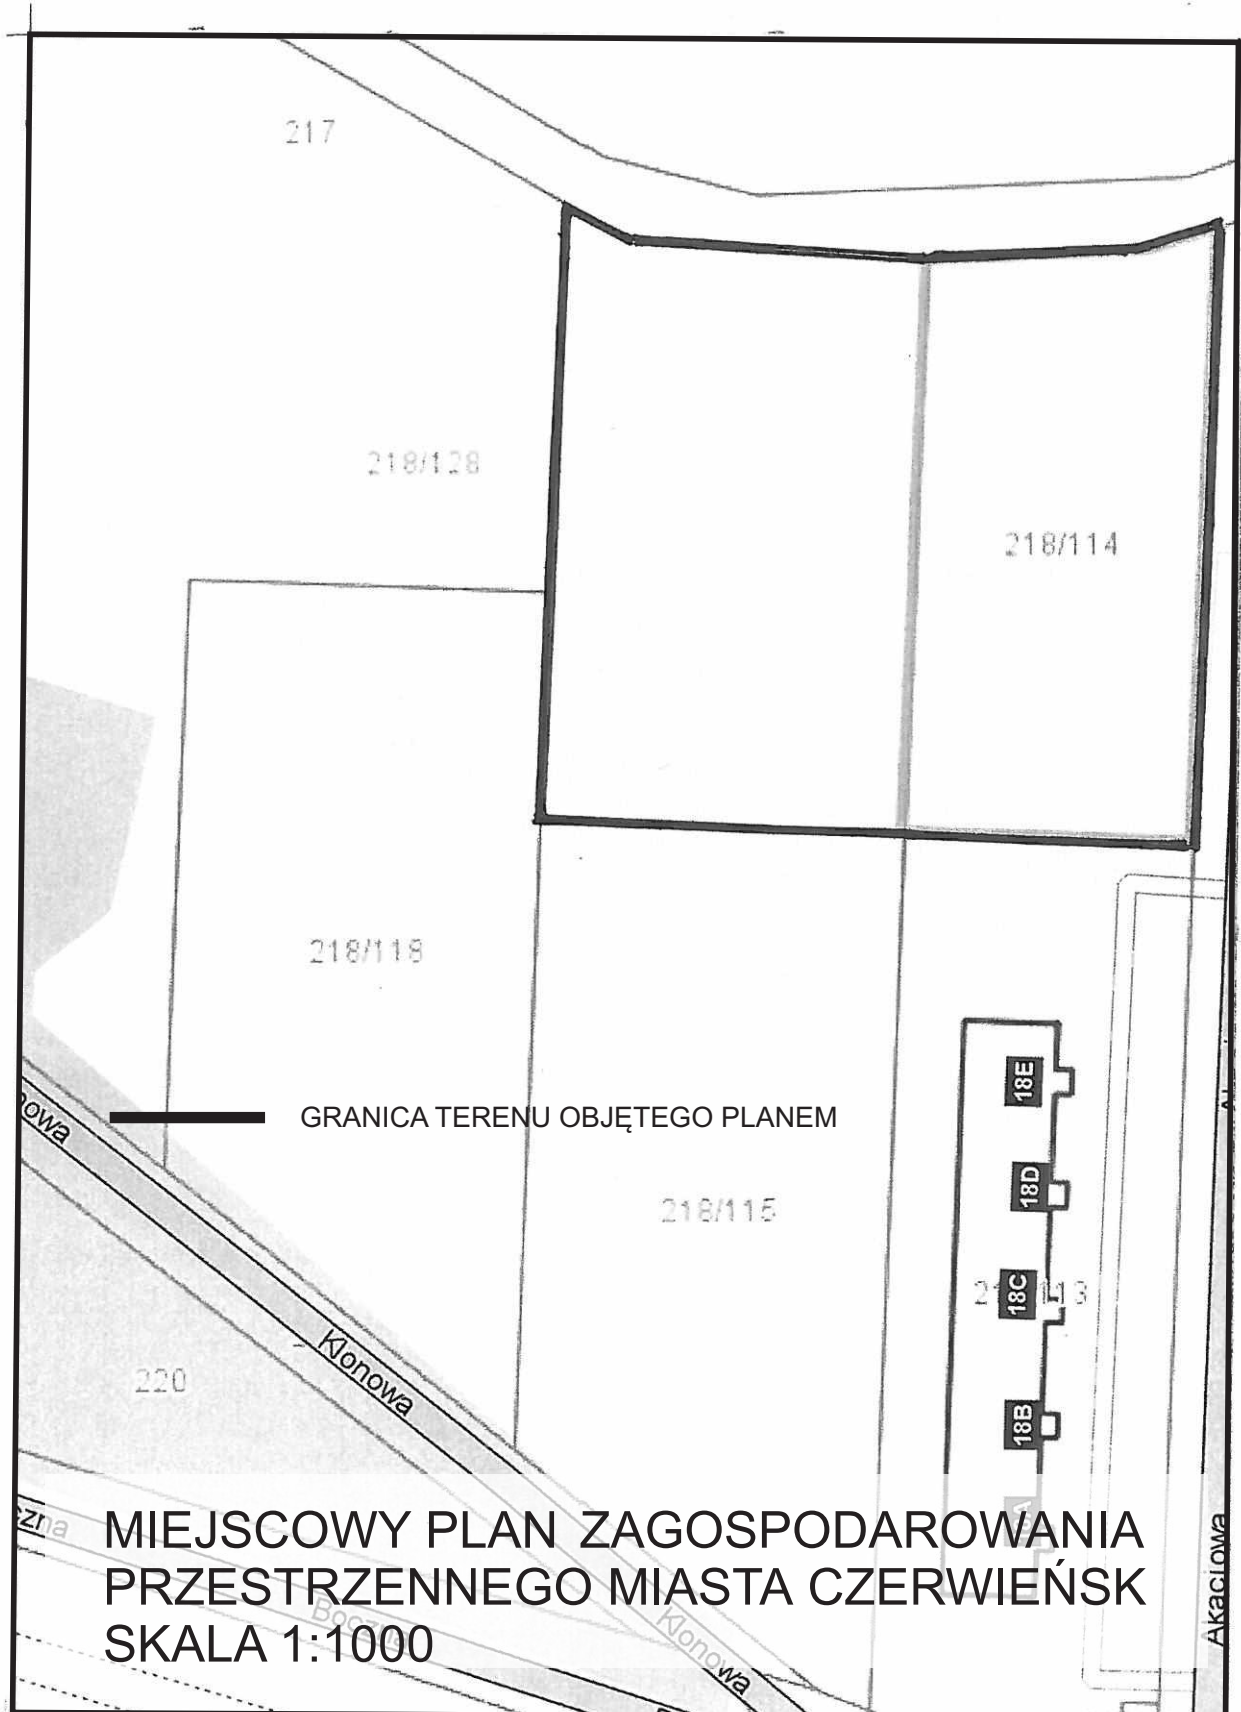 217
218/128
218/114
218/118
18E
GRANICA TERENU OBJĘTEGO PLANEM
18D
218/115
18C
Klonowa
220
18B
MIEJSCOWY PLAN ZAGOSPODAROWANIA
PRZESTRZENNEGO MIASTA CZERWIEŃSK
SKALA 1:1000
Klonowa
Akacjowa